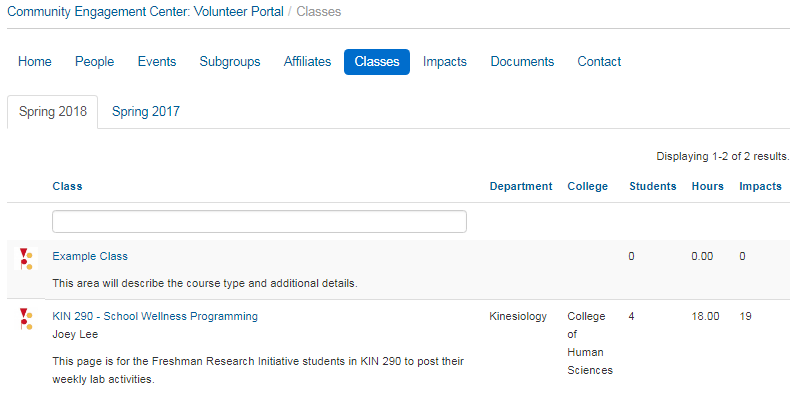 Community Engagement Center: Volunteer Portal / Classes
Home People Events Subgroups Affiliates Classes Impacts Documents Contact
Spring 2018 Spring 2017
Displaying 1-2 of 2 results.
Class Department College Students Hours Impacts
Example Class 0 0.00 0
This area will describe the course type and additional details.
KIN 290 - School Wellness Programming Kinesiology College 4 18.00 19
Joey Lee of
Human
This page is for the Freshman Research Initiative students in KIN 290 to post their
Sciences
weekly lab activities.